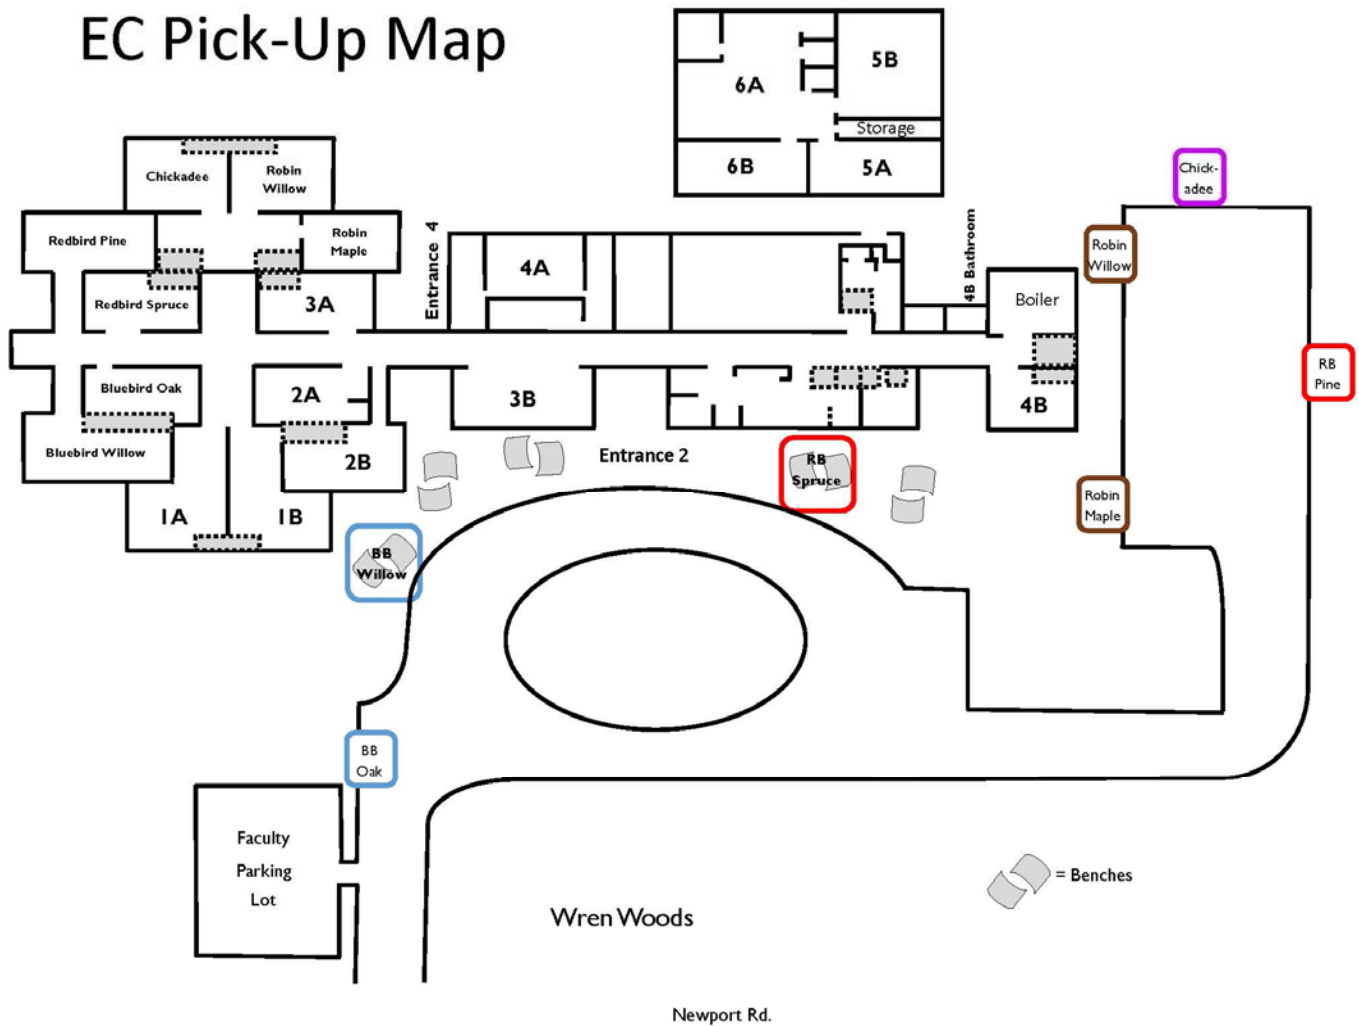 EC Pick-Up Map
6A
5B
Storage
6B
5A
Chickadee
Robin
Willow
Redbird Pine
Robin
Maple
Redbird Spruce
3A
Entrance 4
4A
4B Bathroom
Boiler
Chick-
adee
Robin
Willow
RB
Pine
Bluebird Oak
2A
3B
4B
Bluebird Willow
2B
Entrance 2
RB
Spruce
Robin
Maple
1A
1B
BB
Willow
BB
Oak
Faculty
Parking
Lot
= Benches
Wren Woods
Newport Rd.